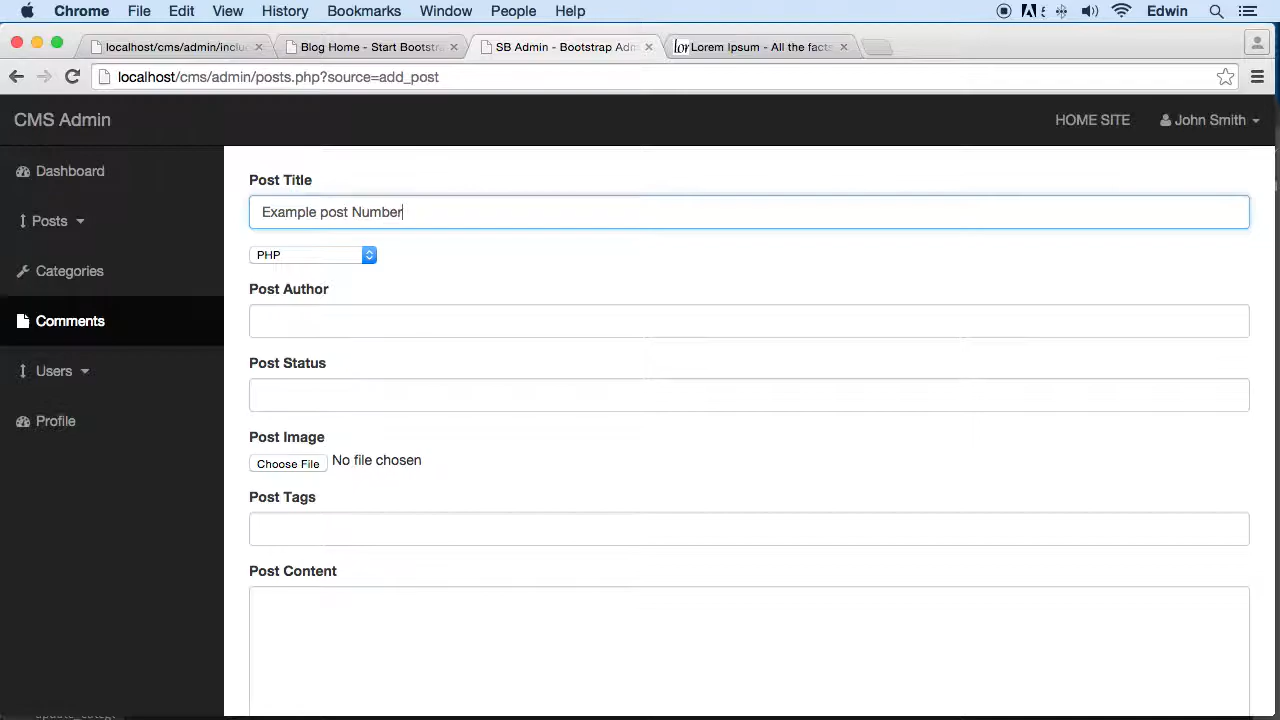 Chrome File Edit View History Bookmarks Window People Help Edwin
localhost/cms/admin/inclu Blog Home - Start Bootstra SB Admin - Bootstrap Adm Lorem Ipsum - All the facts
localhost/cms/admin/posts.php?source=add_post
CMS Admin HOME SITE John Smith
Dashboard
Posts
Categories
Comments
Users
Profile
Post Title
Example post Number
PHP
Post Author
Post Status
Post Image
Choose File No file chosen
Post Tags
Post Content